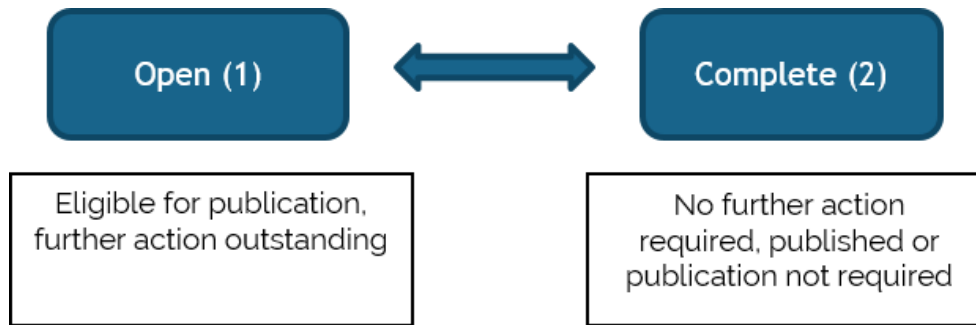 Open (1)
Complete (2)
Eligible for publication,
further action outstanding
No further action
required, published or
publication not required